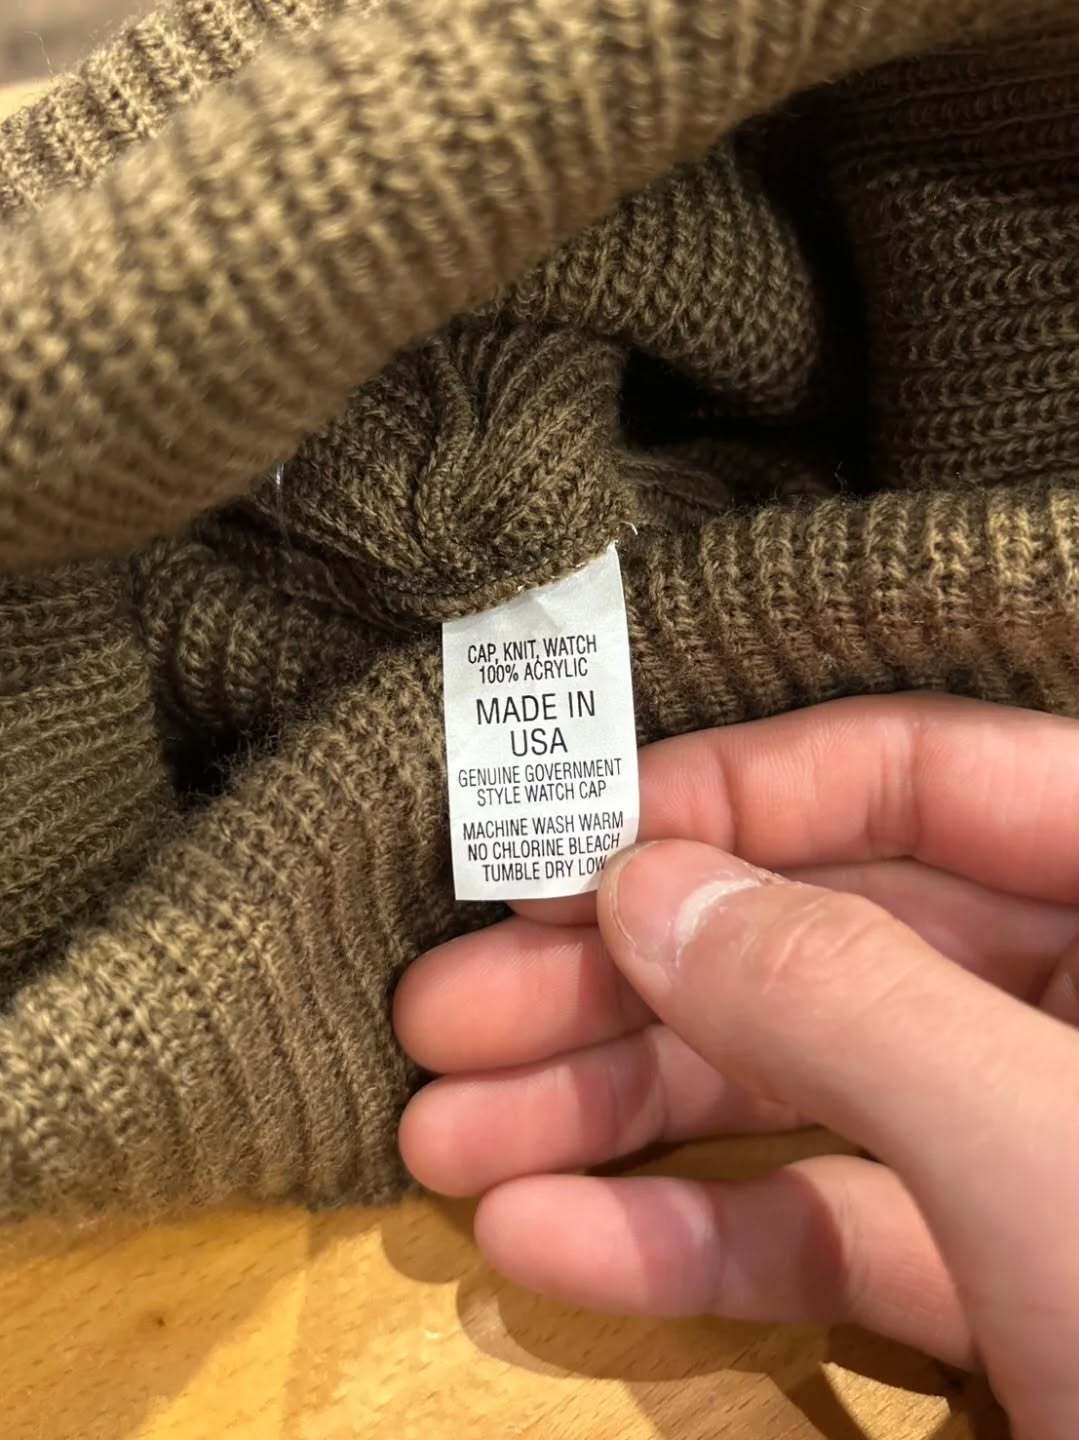 CAP, KNIT, WATCH
100% ACRYLIC
MADE IN
USA
GENUINE GOVERNMENT
STYLE WATCH CAP
MACHINE WASH WARM
NO CHLORINE BLEACH
TUMBLE DRY LOW